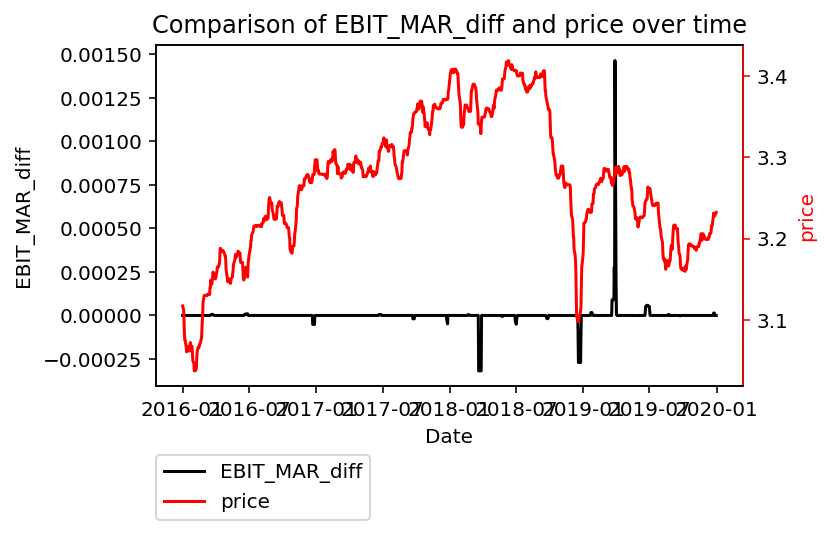 Comparison of EBIT_MAR_diff and price over time
0.00150
0.00125
0.00100
0.00075
0.00050
0.00025
0.00000
−0.00025
EBIT_MAR_diff
3.4
3.3
3.2
3.1
price
2016-01 2016-07 2017-01 2017-07 2018-01 2018-07 2019-01 2019-07 2020-01
Date
EBIT_MAR_diff
price